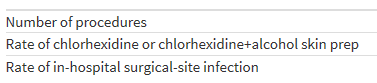 Number of procedures
Rate of chlorhexidine or chlorhexidine+alcohol skin prep
Rate of in-hospital surgical-site infection